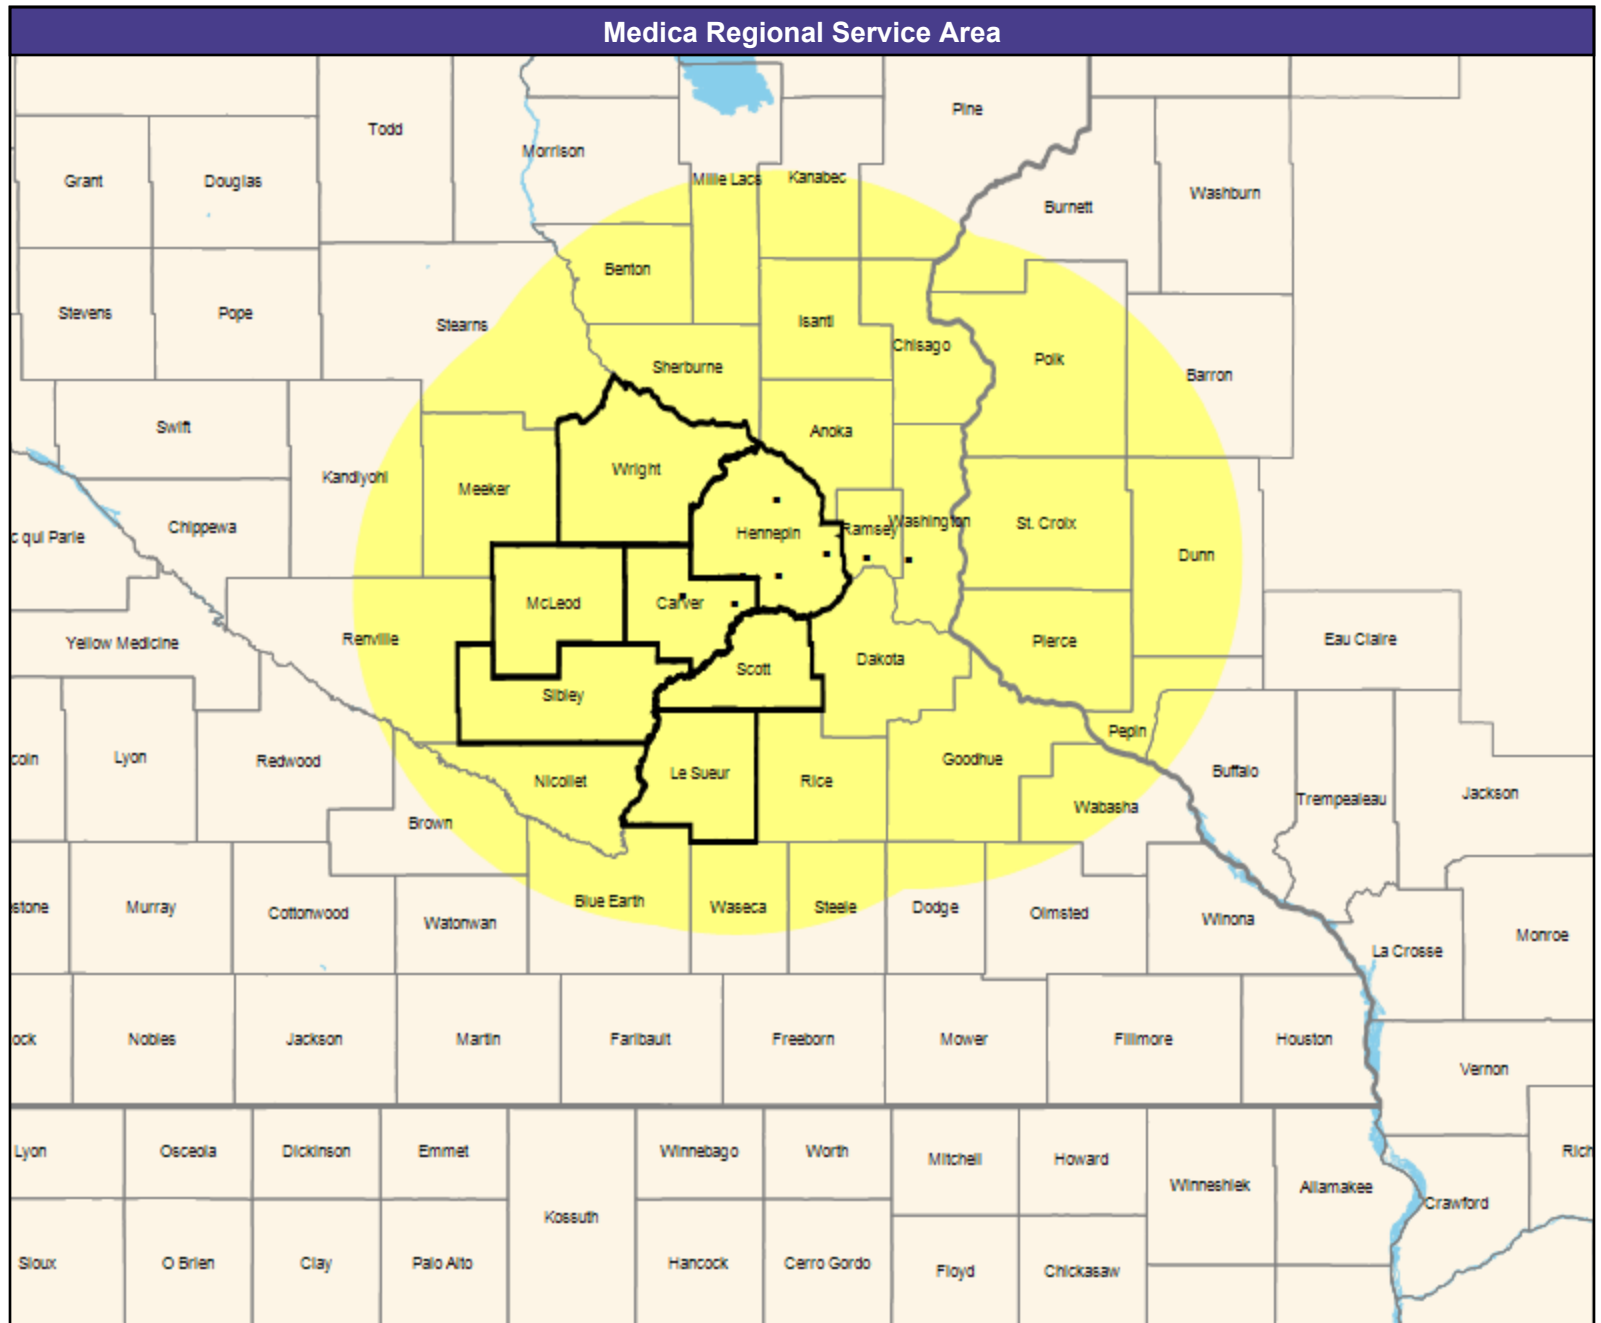 Medica Regional Service Area
Pine
Todd
Morrison
Grant
Douglas
Mille Lacs
Kanabec
Burnett
Washburn
Benton
Stevens
Pope
Stearns
Isanti
Chisago
Polk
Barron
Sherburne
Swift
Anoka
Kandiyohi
Meeker
Wright
Chippewa
c qui Parle
Hennepin
Ramsey
Washington
St. Croix
Dunn
McLeod
Carver
Yellow Medicine
Renville
Scott
Dakota
Pierce
Eau Claire
Sibley
coln
Lyon
Redwood
Nicollet
Le Sueur
Rice
Goodhue
Pepin
Buffalo
Trempealeau
Jackson
Brown
Wabasha
stone
Murray
Cottonwood
Watonwan
Blue Earth
Waseca
Steele
Dodge
Olmsted
Winona
La Crosse
Monroe
ock
Nobles
Jackson
Martin
Faribault
Freeborn
Mower
Fillmore
Houston
Vernon
Lyon
Osceola
Dickinson
Emmet
Winnebago
Worth
Mitchell
Howard
Winneshiek
Allamakee
Crawford
Rich
Kossuth
Sioux
O Brien
Clay
Palo Alto
Hancock
Cerro Gordo
Floyd
Chickasaw